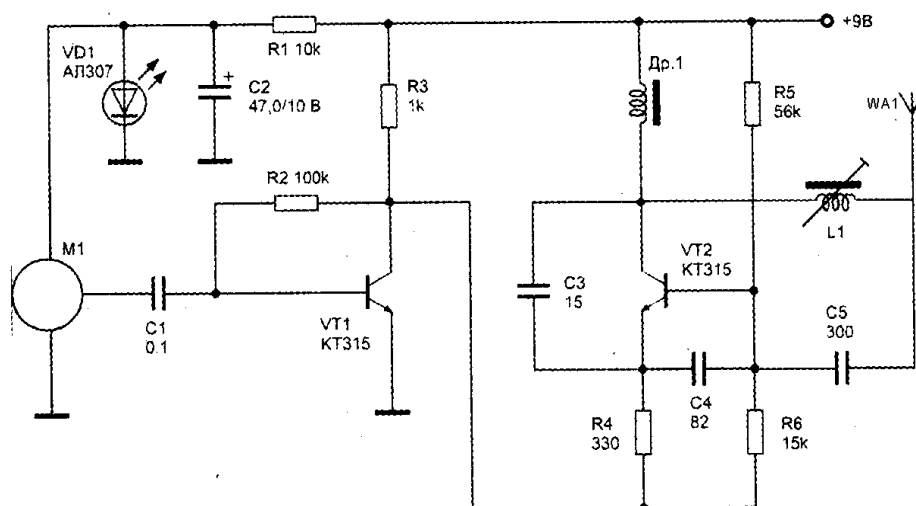 +9В
R1 10k
VD1
АЛ307
C2
47,0/10 В
+
R3
1k
Др.1
R5
56k
WA1
R2 100k
L1
M1
C1
0.1
VT1
КТ315
C3
15
VT2
КТ315
C5
300
C4
82
R4
330
R6
15k